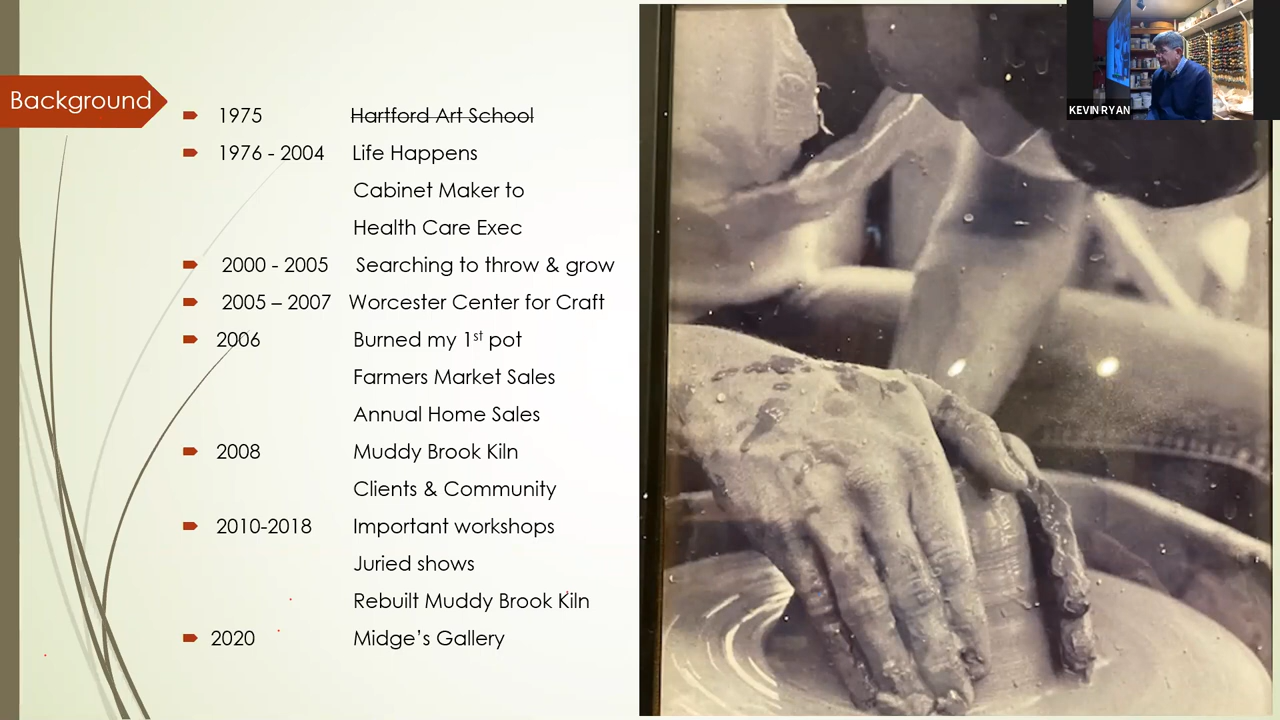 Background
1975 Hartford Art School
1976 - 2004 Life Happens
Cabinet Maker to
Health Care Exec
2000 - 2005 Searching to throw & grow
2005 – 2007 Worcester Center for Craft
2006 Burned my 1st pot
Farmers Market Sales
Annual Home Sales
2008 Muddy Brook Kiln
Clients & Community
2010-2018 Important workshops
Juried shows
Rebuilt Muddy Brook Kiln
2020 Midge’s Gallery
KEVIN RYAN